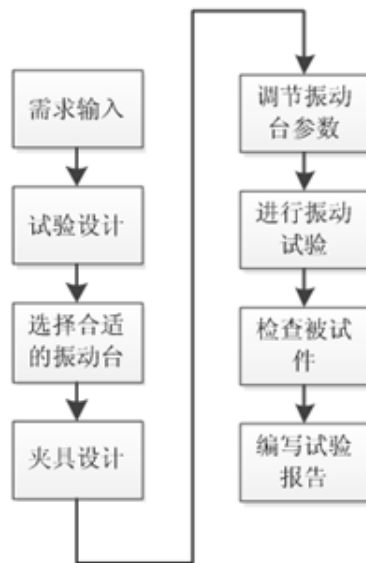 需求输入
试验设计
选择合适
的振动台
夹具设计
调节振动
台参数
进行振动
试验
检查被试
件
编写试验
报告